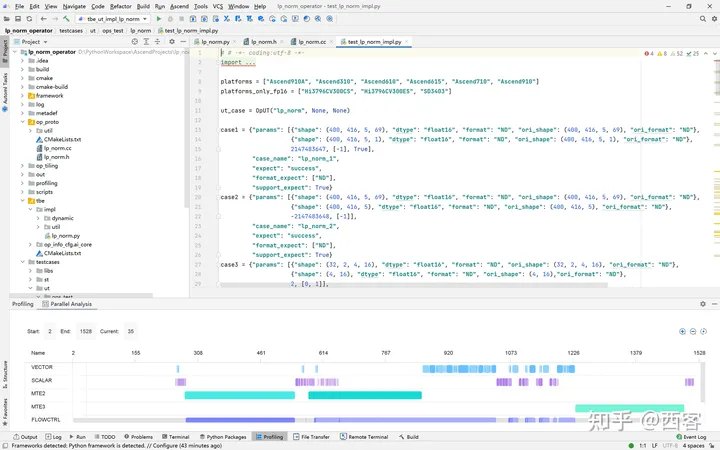 File Edit View Navigate Code Refactor Build Run Ascend Tools VCS Window Help lp_norm_operator - test_lp_norm_impl.py
tbe_ut_impl_lp_norm
lp_norm_operator testcases ut ops_test lp_norm test_lp_norm_impl.py
Project
lp_norm.py lp_norm.h lp_norm.cc test_lp_norm_impl.py
lp_norm_operator D:\PythonWorkspace\AscendProjects\lp_no
.idea
build
cmake
cmake-build
framework
log
metadef
op_proto
util
CMakeLists.txt
lp_norm.cc
lp_norm.h
op_tiling
out
profiling
scripts
tbe
impl
dynamic
util
lp_norm.py
op_info_cfg.ai_core
CMakeLists.txt
testcases
libs
st
ut
ops_test
Project
Automl Tasks
Structure
Favorites
1 # # -*- coding:utf-8 -*-
2 import ...
4 8 52 25
platforms = ["Ascend910A", "Ascend310", "Ascend610", "Ascend615", "Ascend710", "Ascend910"]
platforms_only_fp16 = ["Hi3796CV300CS", "Hi3796CV300ES", "SD3403"]
ut_case = OpUT("lp_norm", None, None)
case1 = {"params": [{"shape": (400, 416, 5, 69), "dtype": "float16", "format": "ND", "ori_shape": (400, 416, 5, 69), "ori_format": "ND"},
{"shape": (400, 416, 5, 1), "dtype": "float16", "format": "ND", "ori_shape": (400, 416, 5, 1), "ori_format": "ND"},
2147483647, [-1], True],
"case_name": "lp_norm_1",
"expect": "success",
"format_expect": ["ND"],
"support_expect": True}
case2 = {"params": [{"shape": (400, 416, 5, 69), "dtype": "float16", "format": "ND", "ori_shape": (400, 416, 5, 69), "ori_format": "ND"},
{"shape": (400, 416, 5), "dtype": "float16", "format": "ND", "ori_shape": (400, 416, 5), "ori_format": "ND"},
-2147483648, [-1]],
"case_name": "lp_norm_2",
"expect": "success",
"format_expect": ["ND"],
"support_expect": True}
case3 = {"params": [{"shape": (32, 2, 4, 16), "dtype": "float16", "format": "ND", "ori_shape": (32, 2, 4, 16), "ori_format": "ND"},
{"shape": (4, 16), "dtype": "float16", "format": "ND", "ori_shape": (4, 16),"ori_format": "ND"},
2, [0, 1]],
Profiling Parallel Analysis
Start: 2 End: 1528 Current: 35
Name 2 155 308 461 614 767 920 1073 1226 1379 1528
VECTOR
SCALAR
MTE2
MTE3
FLOWCTRL
知乎 @西客
Output Log Run TODO Problems Terminal Python Packages Profiling File Transfer Remote Terminal Build Event Log
Frameworks detected: Python framework is detected. // Configure (43 minutes ago) 1:1 LF UTF-8 4 spaces